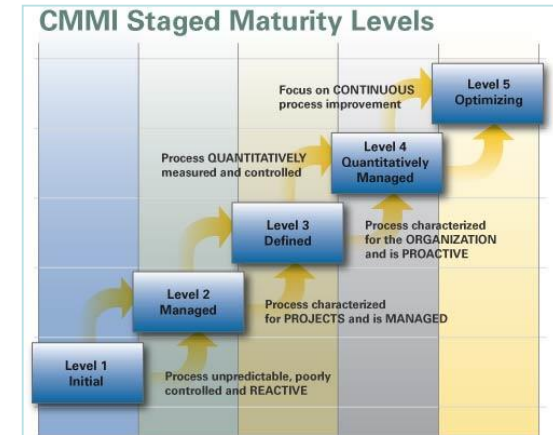 CMMI Staged Maturity Levels
Level 5
Optimizing
Focus on CONTINUOUS
process improvement
Level 4
Quantitatively
Managed
Process QUANTITATIVELY
measured and controlled
Level 3
Defined
Process characterized
for the ORGANIZATION
and is PROACTIVE
Level 2
Managed
Process characterized
for PROJECTS and is MANAGED
Level 1
Initial
Process unpredictable, poorly
controlled and REACTIVE